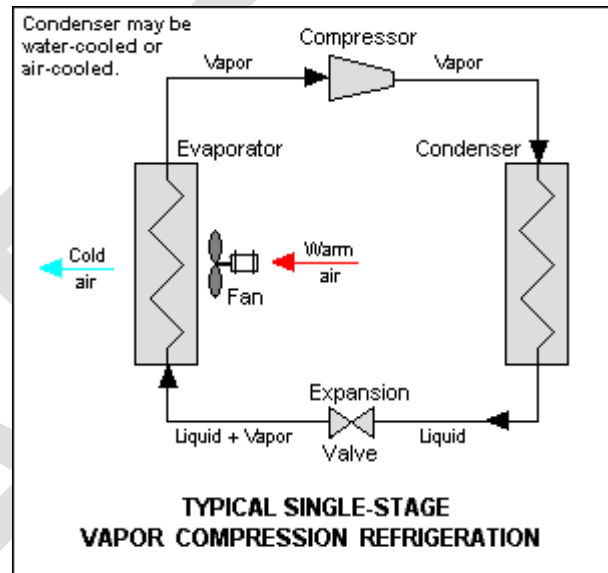 Condenser may be
water-cooled or
air-cooled.
Compressor
Vapor
Vapor
Evaporator
Condenser
Cold
air
Warm
air
Fan
Expansion
Valve
Liquid + Vapor
Liquid
TYPICAL SINGLE-STAGE
VAPOR COMPRESSION REFRIGERATION